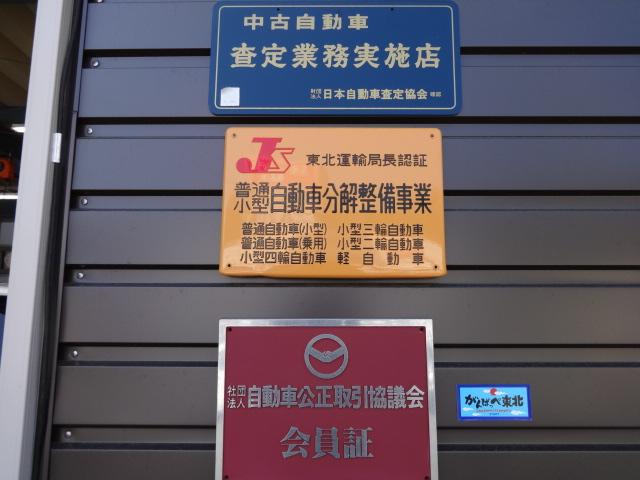 中古自動車
査定業務実施店
財団法人 日本自動車査定協会 確認
JS 東北運輸局長認証
普通小型 自動車分解整備事業
普通自動車(小型) 小型三輪自動車
普通自動車(乗用) 小型二輪自動車
小型四輪自動車 軽自動車
社団法人 自動車公正取引協議会
会員証
がんばっぺ東北